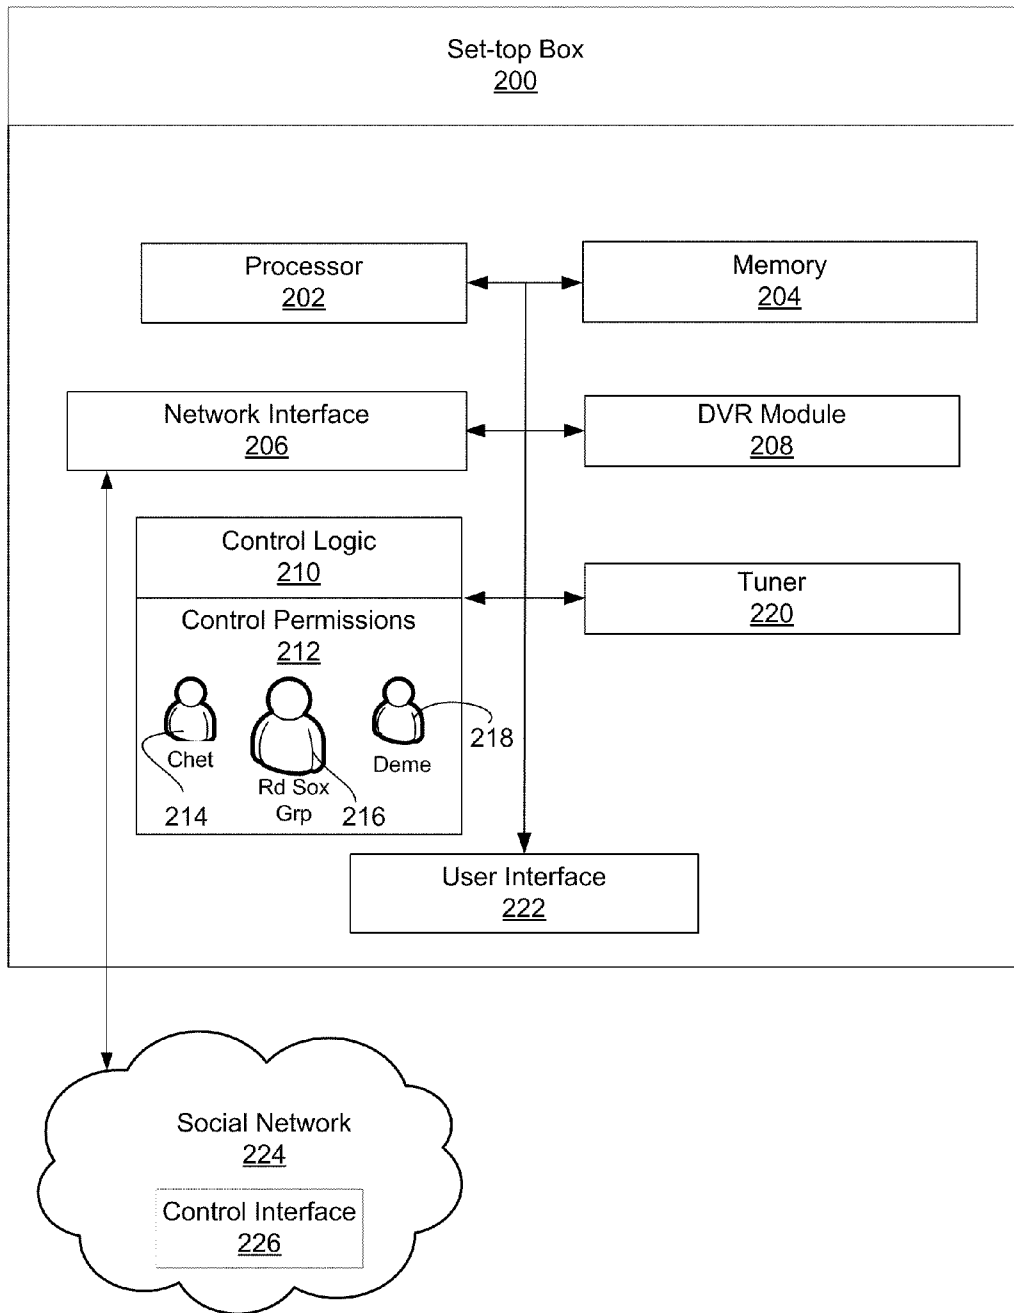 Set-top Box
200
Processor
202
Memory
204
Network Interface
206
DVR Module
208
Control Logic
210
Tuner
220
Control Permissions
212
Chet
214
Rd Sox
Grp
216
Deme
218
User Interface
222
Social Network
224
Control Interface
226